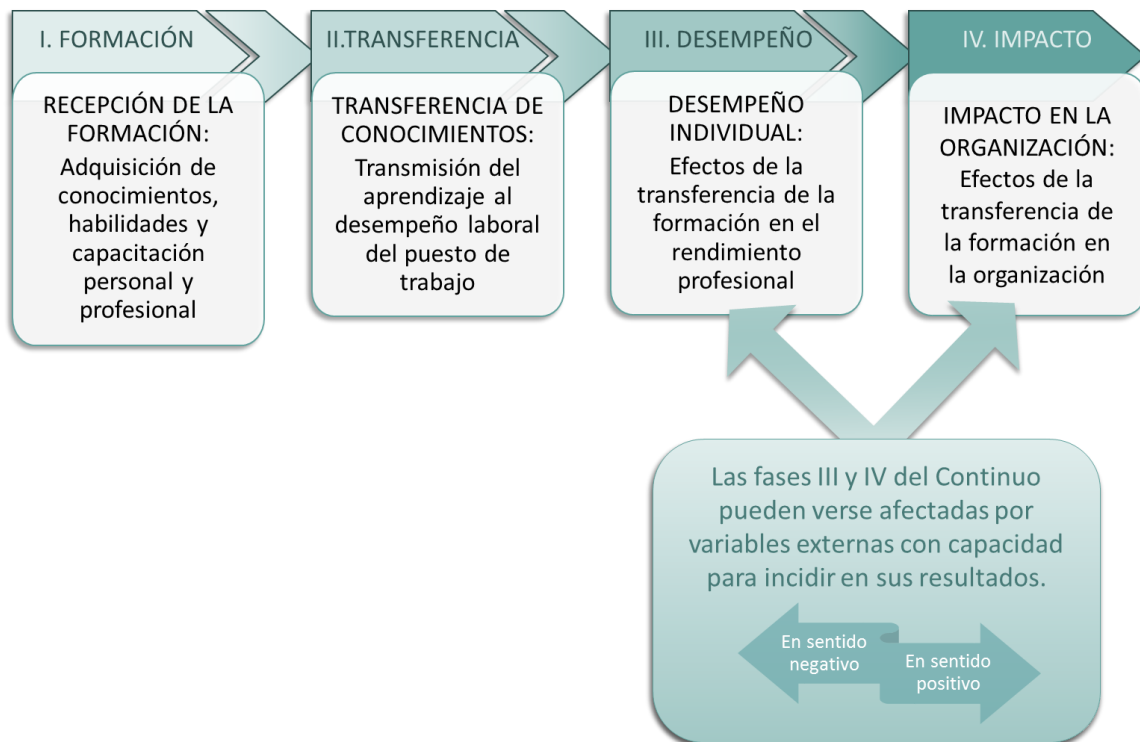 I. FORMACIÓN
RECEPCIÓN DE LA
FORMACIÓN:
Adquisición de
conocimientos,
habilidades y
capacitación
personal y
profesional
II.TRANSFERENCIA
TRANSFERENCIA DE
CONOCIMIENTOS:
Transmisión del
aprendizaje al
desempeño laboral
del puesto de
trabajo
III. DESEMPEÑO
DESEMPEÑO
INDIVIDUAL:
Efectos de la
transferencia de la
formación en el
rendimiento
profesional
IV. IMPACTO
IMPACTO EN LA
ORGANIZACIÓN:
Efectos de la
transferencia de
la formación en
la organización
Las fases III y IV del Continuo
pueden verse afectadas por
variables externas con capacidad
para incidir en sus resultados.
En sentido
negativo
En sentido
positivo